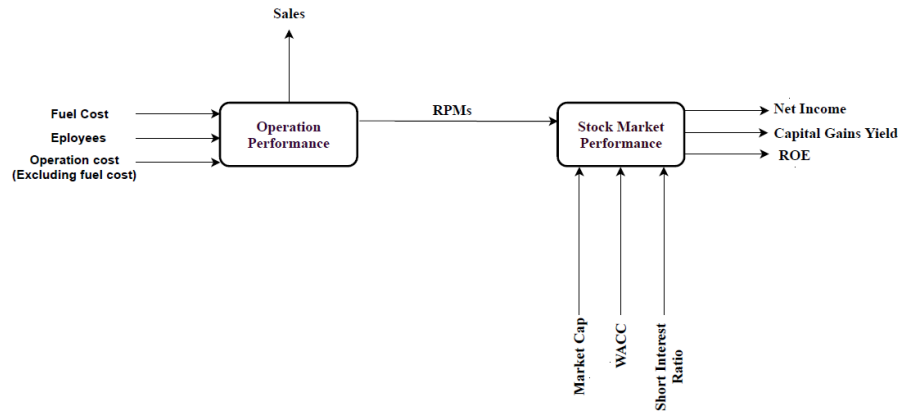 Sales
Fuel Cost
Eployees
Operation cost
(Excluding fuel cost)
Operation
Performance
RPMs
Stock Market
Performance
Net Income
Capital Gains Yield
ROE
Market Cap
WACC
Short Interest
Ratio